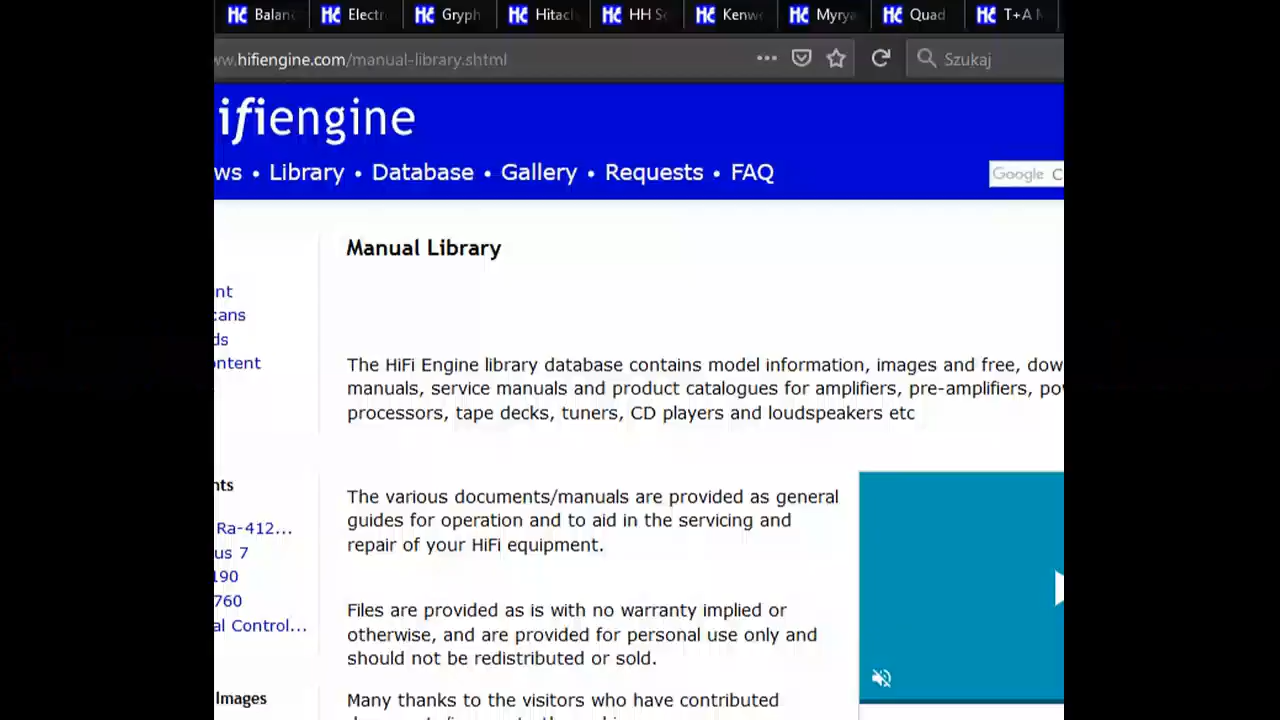 Balanc Electr Gryph Hitach HH Sc Kenwo Myrya Quad T+A M
ww.hifiengine.com/manual-library.shtml Szukaj
ifiengine
ws • Library • Database • Gallery • Requests • FAQ Google C
Manual Library
nt
cans
ds
ontent
The HiFi Engine library database contains model information, images and free, dow
manuals, service manuals and product catalogues for amplifiers, pre-amplifiers, po
processors, tape decks, tuners, CD players and loudspeakers etc
nts
Ra-412...
us 7
190
760
al Control...
The various documents/manuals are provided as general
guides for operation and to aid in the servicing and
repair of your HiFi equipment.
Files are provided as is with no warranty implied or
otherwise, and are provided for personal use only and
should not be redistributed or sold.
Images
Many thanks to the visitors who have contributed